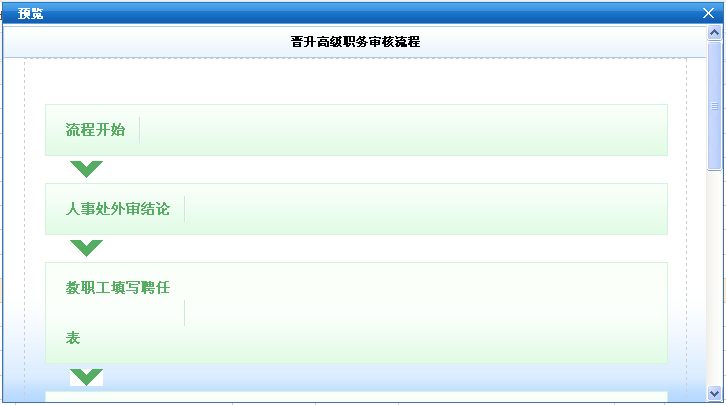 预览
晋升高级职务审核流程
流程开始
人事处外审结论
教职工填写聘任
表